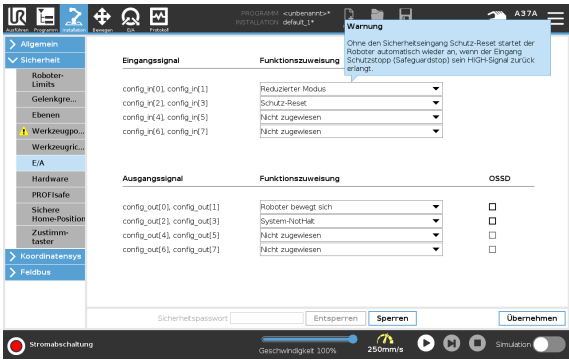 UR
Ausführen Programm Installation Bewegen E/A Protokoll
PROGRAMM <unbenannt>*
INSTALLATION default_1*
A37A
Warnung
Ohne den Sicherheitseingang Schutz-Reset startet der
Roboter automatisch wieder an, wenn der Eingang
Schutzstopp (Safeguardstop) sein HIGH-Signal zurück
erlangt.
Allgemein
Sicherheit
Roboter-
Limits
Gelenkgre...
Ebenen
Werkzeugpo...
Werkzeugric...
E/A
Hardware
PROFIsafe
Sichere
Home-Position
Zustimm-
taster
Koordinatensys
Feldbus
Eingangssignal Funktionszuweisung
config_in[0], config_in[1] Reduzierter Modus
config_in[2], config_in[3] Schutz-Reset
config_in[4], config_in[5] Nicht zugewiesen
config_in[6], config_in[7] Nicht zugewiesen
Ausgangssignal Funktionszuweisung OSSD
config_out[0], config_out[1] Roboter bewegt sich
config_out[2], config_out[3] System-NotHalt
config_out[4], config_out[5] Nicht zugewiesen
config_out[6], config_out[7] Nicht zugewiesen
Sicherheitspasswort Entsperren Sperren Übernehmen
Stromabschaltung
Geschwindigkeit 100%
250mm/s
Simulation